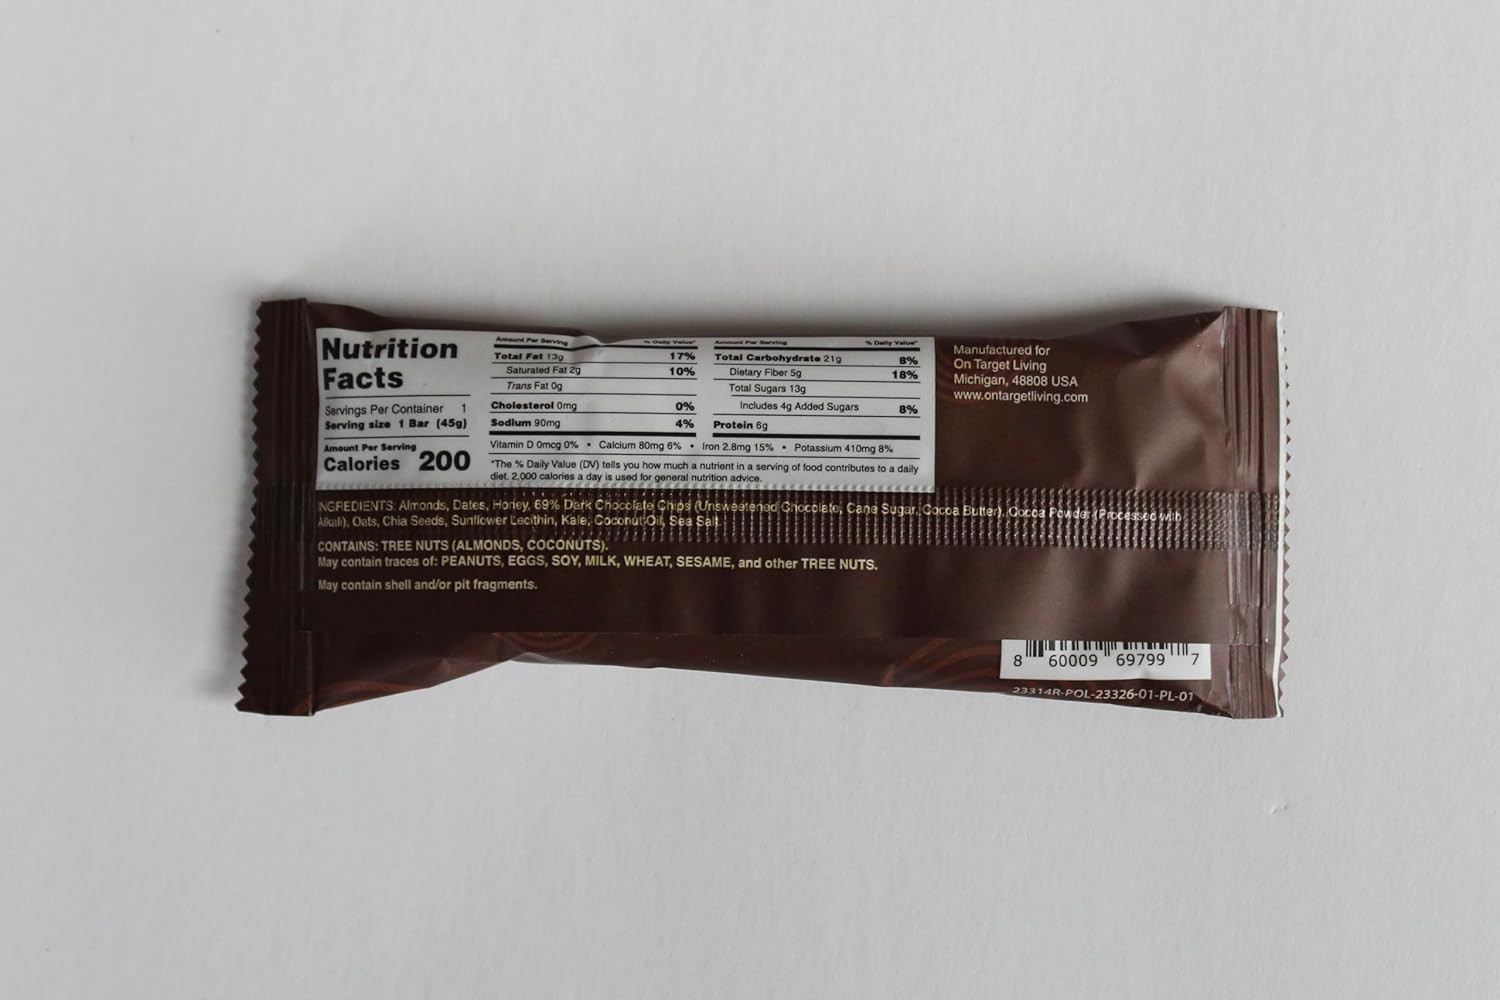 Nutrition
Facts
Servings Per Container 1
Serving size 1 Bar (45g)
Amount Per Serving
Calories 200
Amount Per Serving % Daily Value*
Total Fat 13g 17%
Saturated Fat 2g 10%
Trans Fat 0g
Cholesterol 0mg 0%
Sodium 90mg 4%
Amount Per Serving % Daily Value*
Total Carbohydrate 21g 8%
Dietary Fiber 5g 18%
Total Sugars 13g
Includes 4g Added Sugars 8%
Protein 6g
Vitamin D 0mcg 0% • Calcium 80mg 6% • Iron 2.8mg 15% • Potassium 410mg 8%
*The % Daily Value (DV) tells you how much a nutrient in a serving of food contributes to a daily
diet. 2,000 calories a day is used for general nutrition advice.
Manufactured for
On Target Living
Michigan, 48808 USA
www.ontargetliving.com
INGREDIENTS: Almonds, Dates, Honey, 69% Dark Chocolate Chips (Unsweetened Chocolate, Cane Sugar, Cocoa Butter), Cocoa Powder (Processed with
Alkali), Oats, Chia Seeds, Sunflower Lecithin, Kale, Coconut Oil, Sea Salt.
CONTAINS: TREE NUTS (ALMONDS, COCONUTS).
May contain traces of: PEANUTS, EGGS, SOY, MILK, WHEAT, SESAME, and other TREE NUTS.
May contain shell and/or pit fragments.
8 60009 69799 7
23314R-POL-23326-01-PL-01